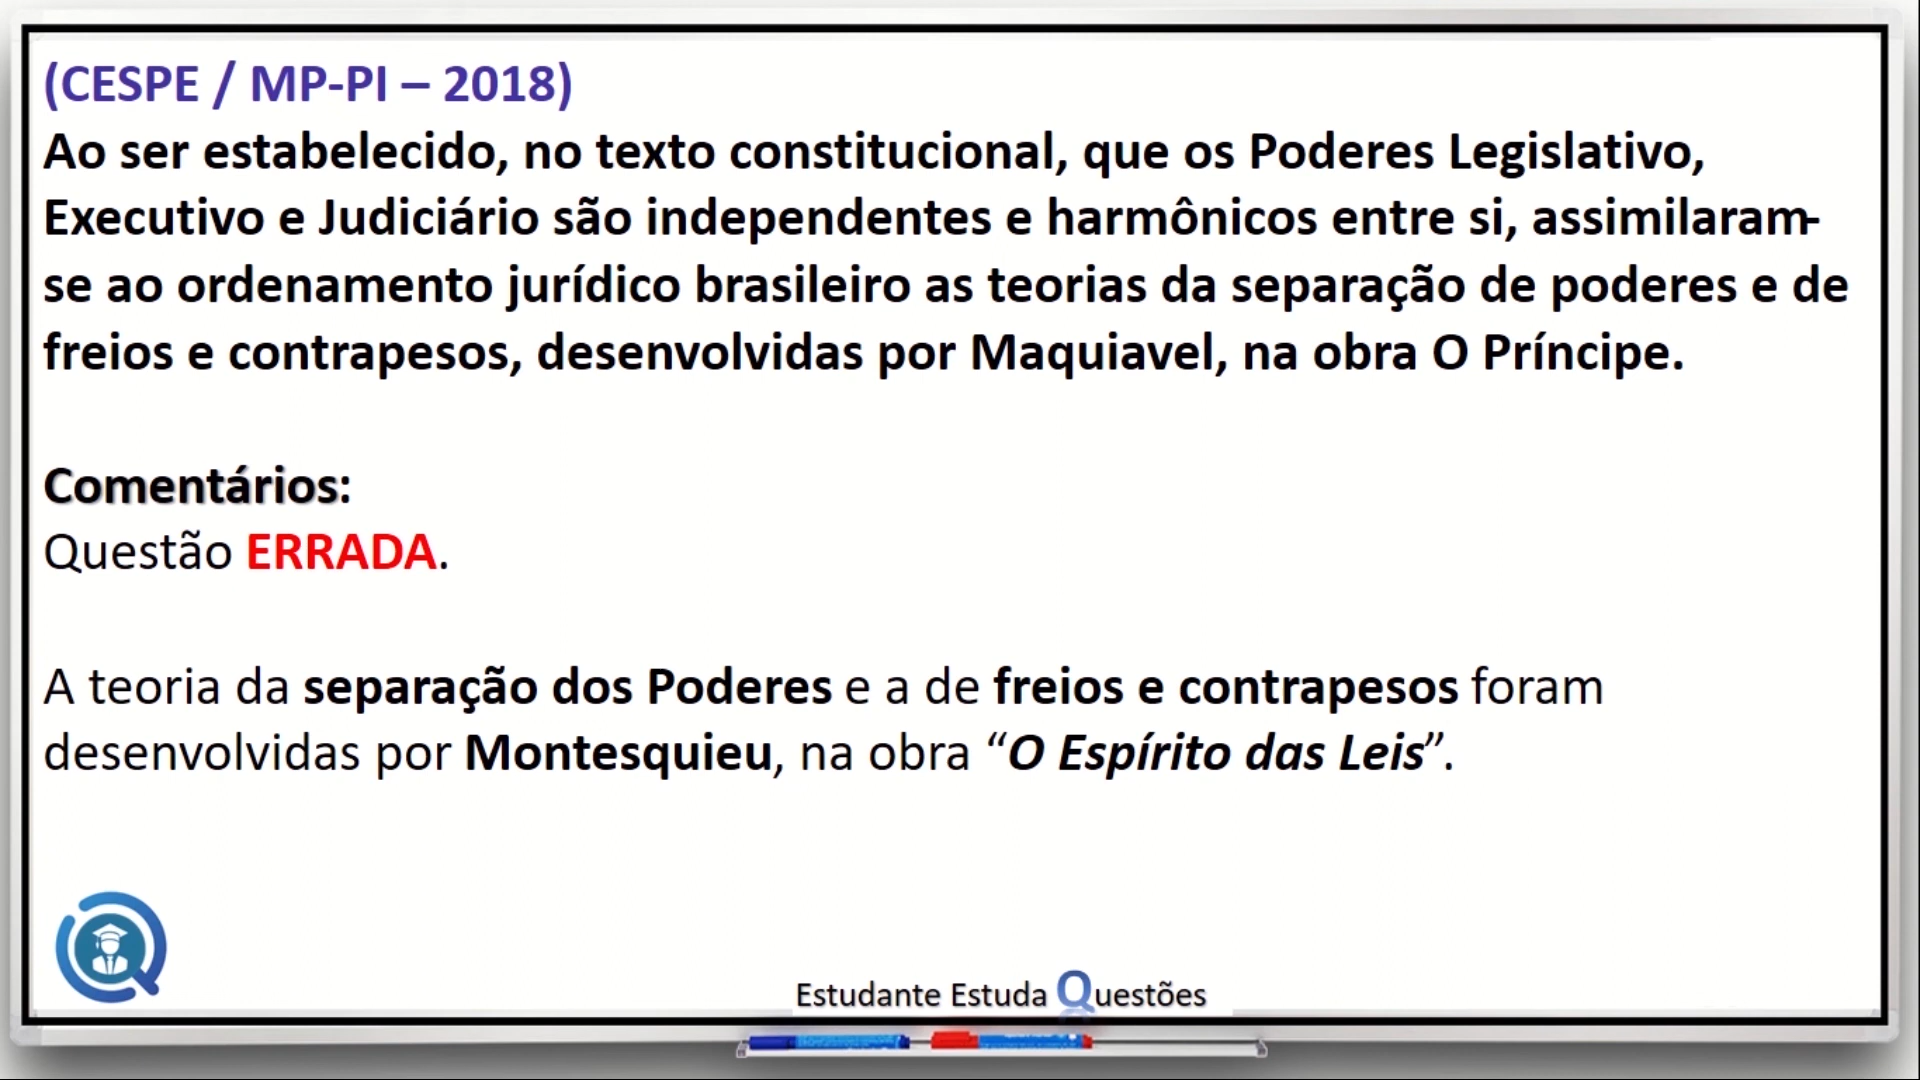 (CESPE / MP-PI – 2018)
Ao ser estabelecido, no texto constitucional, que os Poderes Legislativo,
Executivo e Judiciário são independentes e harmônicos entre si, assimilaram-
se ao ordenamento jurídico brasileiro as teorias da separação de poderes e de
freios e contrapesos, desenvolvidas por Maquiavel, na obra O Príncipe.
Comentários:
Questão ERRADA.
A teoria da separação dos Poderes e a de freios e contrapesos foram
desenvolvidas por Montesquieu, na obra “O Espírito das Leis”.
Estudante Estuda Questões